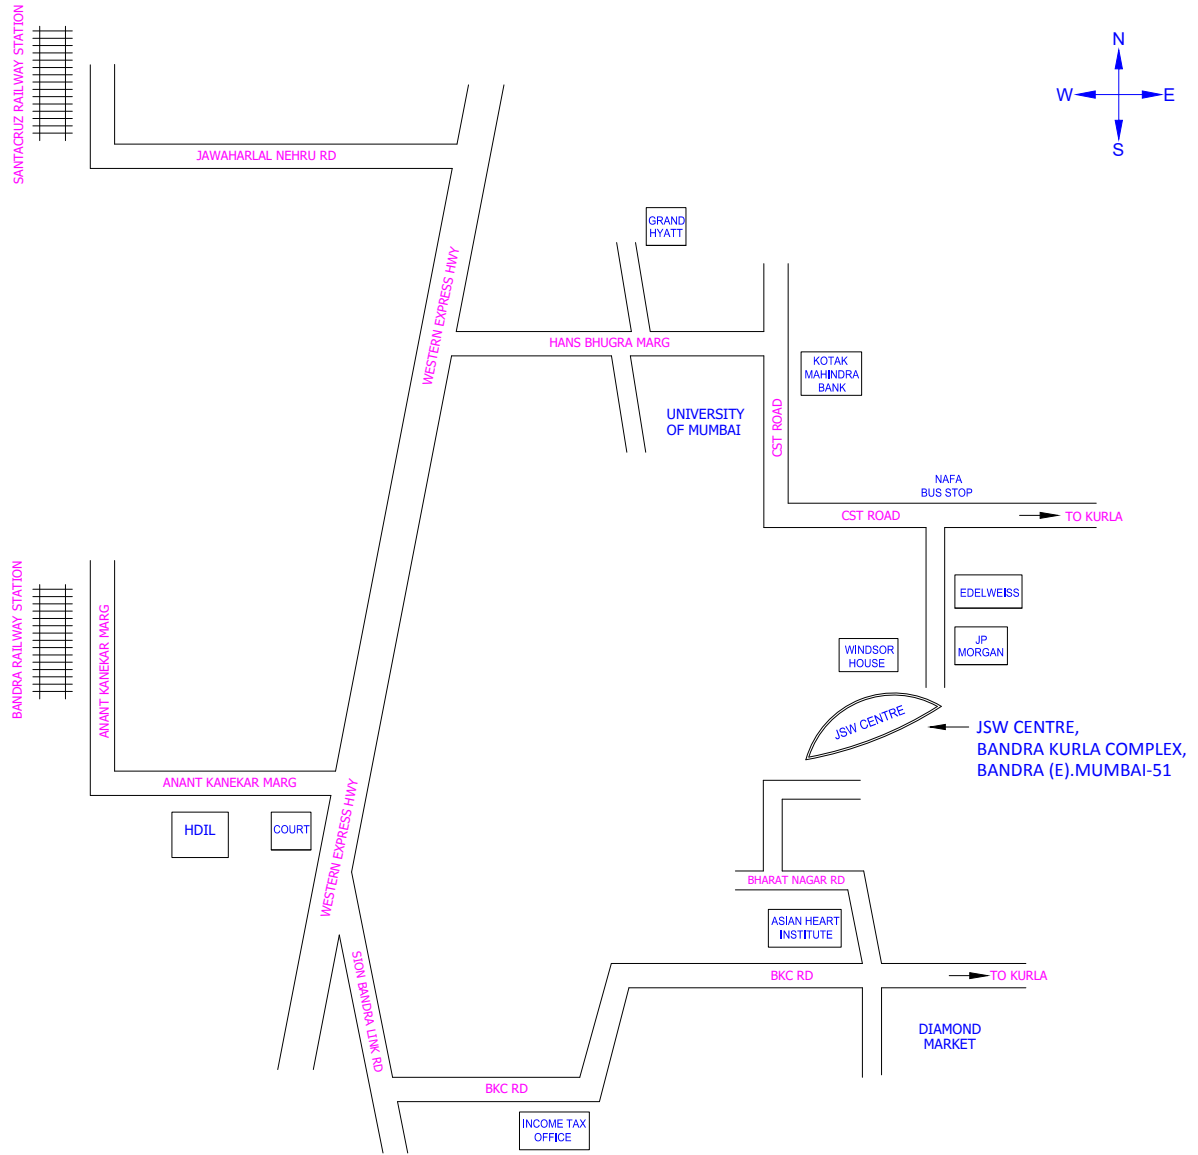 SANTACRUZ RAILWAY STATION
N
W
E
S
JAWAHARLAL NEHRU RD
GRAND
HYATT
WESTERN EXPRESS HWY
HANS BHUGRA MARG
KOTAK
MAHINDRA
BANK
UNIVERSITY
OF MUMBAI
CST ROAD
NAFA
BUS STOP
CST ROAD
TO KURLA
BANDRA RAILWAY STATION
ANANT KANEKAR MARG
EDELWEISS
WINDSOR
HOUSE
JP
MORGAN
JSW CENTRE
JSW CENTRE,
BANDRA KURLA COMPLEX,
BANDRA (E).MUMBAI-51
ANANT KANEKAR MARG
HDIL
COURT
WESTERN EXPRESS HWY
BHARAT NAGAR RD
ASIAN HEART
INSTITUTE
SION BANDRA LINK RD
BKC RD
TO KURLA
DIAMOND
MARKET
BKC RD
INCOME TAX
OFFICE